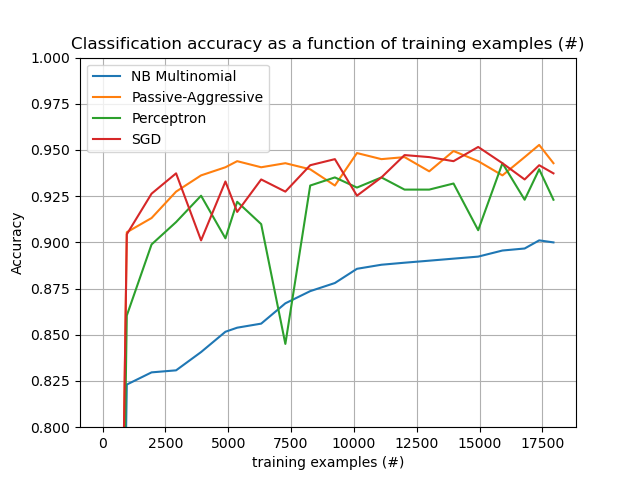 Classification accuracy as a function of training examples (#)
1.000
0.975
0.950
0.925
0.900
0.875
0.850
0.825
0.800
Accuracy
NB Multinomial
Passive-Aggressive
Perceptron
SGD
0 2500 5000 7500 10000 12500 15000 17500
training examples (#)